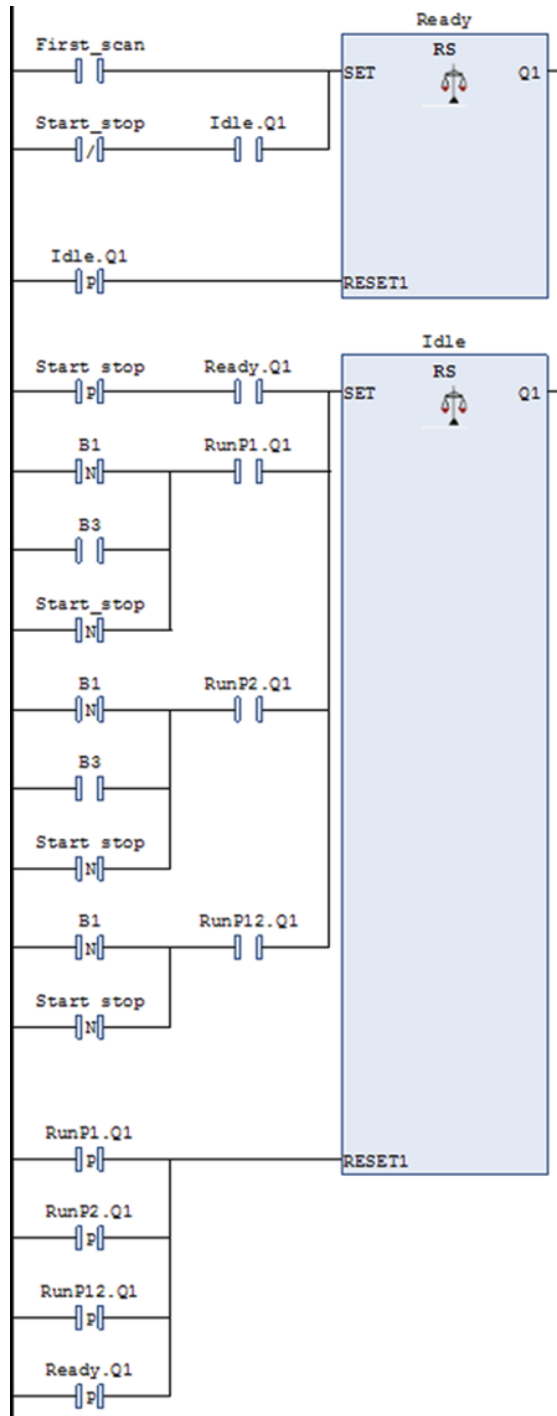 Ready
First_scan
RS
SET
Q1
Start_stop
Idle.Q1
/
Idle.Q1
P
RESET1
Idle
Start stop
Ready.Q1
RS
P
SET
Q1
B1
RunP1.Q1
N
B3
Start_stop
N
B1
RunP2.Q1
N
B3
Start stop
N
B1
RunP12.Q1
N
Start stop
N
RunP1.Q1
P
RESET1
RunP2.Q1
P
RunP12.Q1
P
Ready.Q1
P